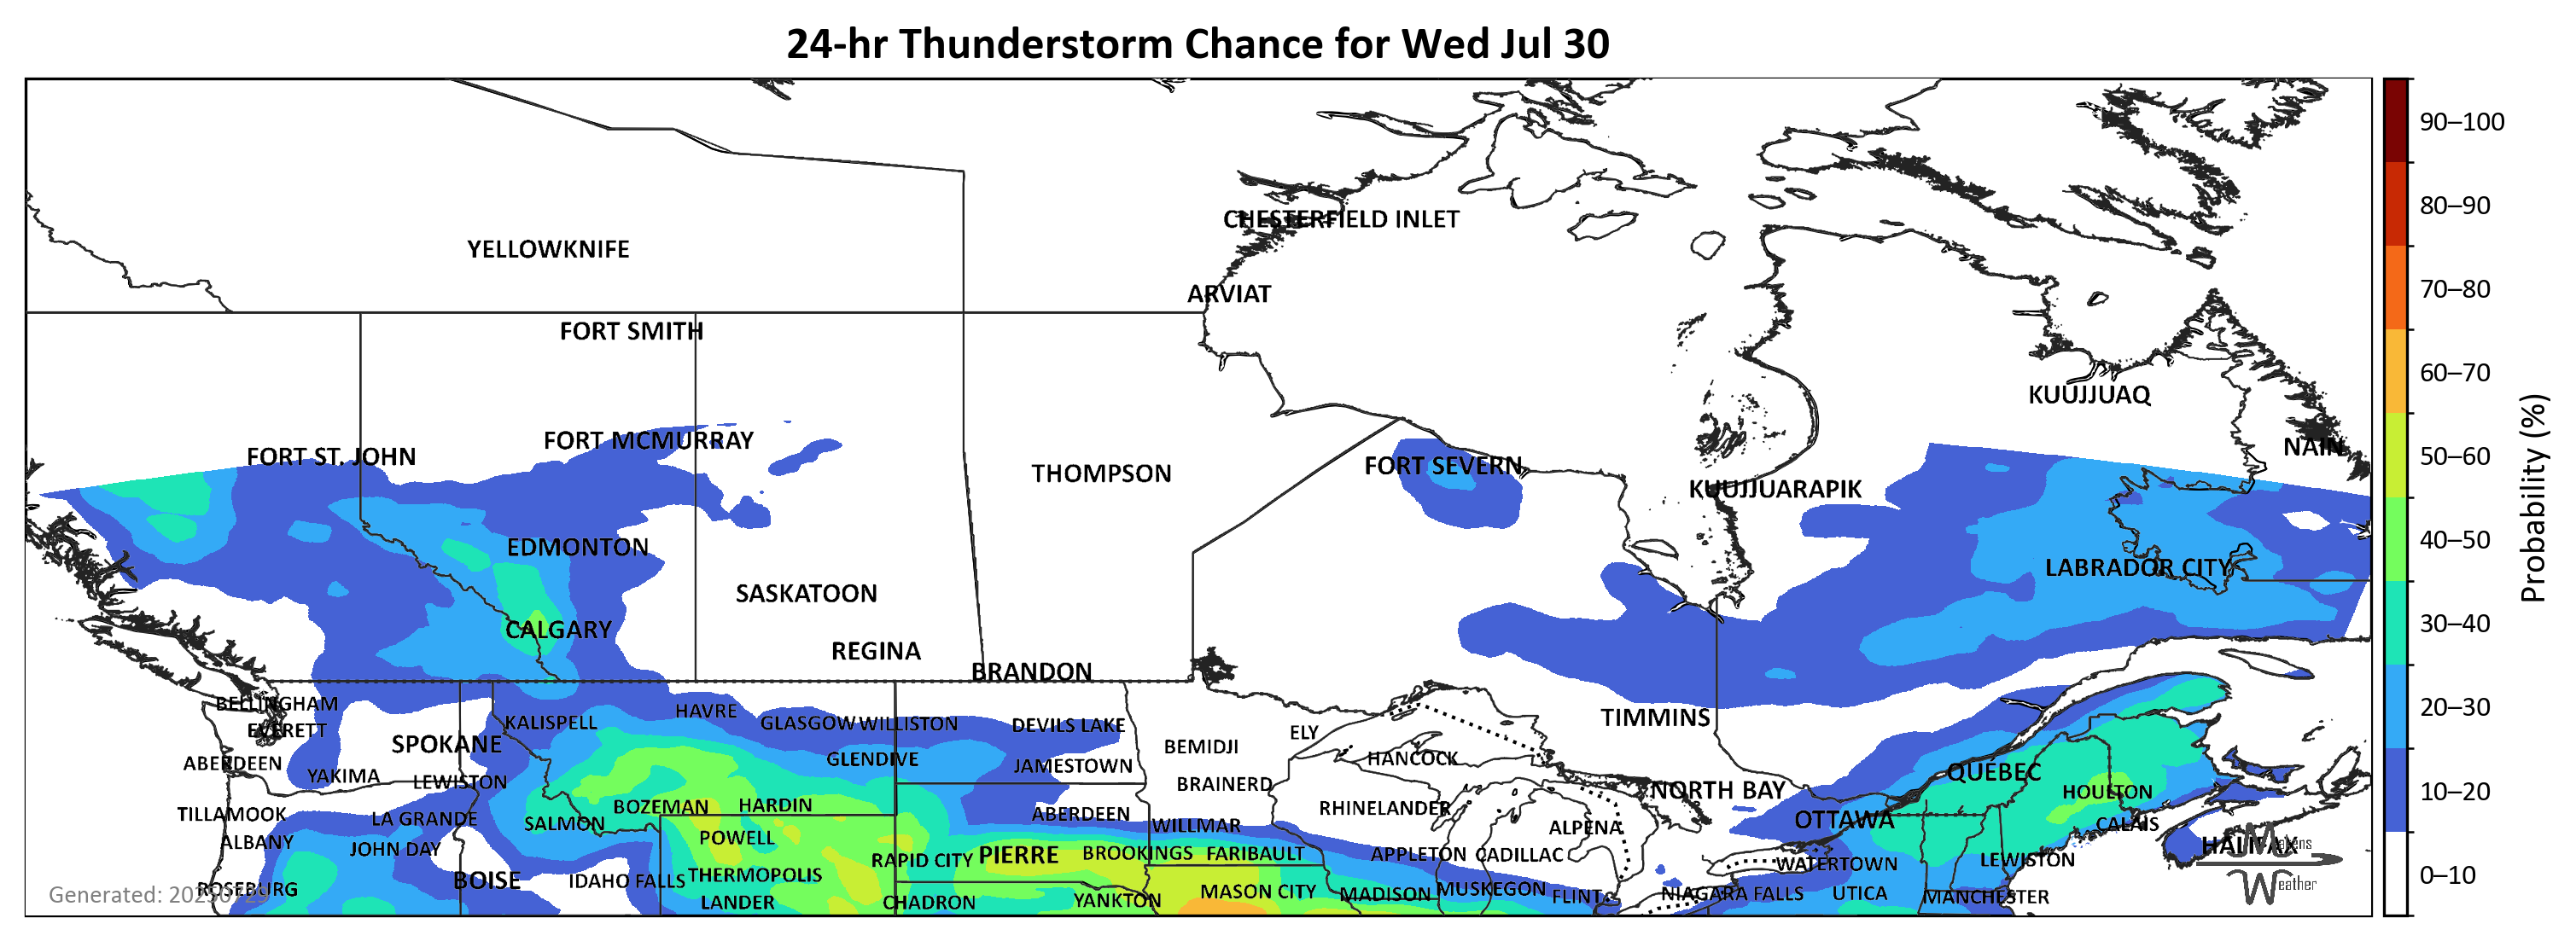 24-hr Thunderstorm Chance for Wed Jul 30
90–100
80–90
CHESTERFIELD INLET
YELLOWKNIFE
70–80
ARVIAT
FORT SMITH
60–70
KUUJJUAQ
FORT MCMURRAY
NAIN
FORT ST. JOHN
50–60
FORT SEVERN
THOMPSON
KUUJJUARAPIK
Probability (%)
40–50
EDMONTON
LABRADOR CITY
SASKATOON
30–40
CALGARY
REGINA
BRANDON
BELLINGHAM
20–30
HAVRE
TIMMINS
KALISPELL
GLASGOW
WILLISTON
DEVILS LAKE
EVERETT
ELY
SPOKANE
BEMIDJI
HANCOCK
GLENDIVE
ABERDEEN
JAMESTOWN
QUÉBEC
YAKIMA
LEWISTON
BRAINERD
NORTH BAY
HOULTON
10–20
BOZEMAN
HARDIN
RHINELANDER
TILLAMOOK
LA GRANDE
ABERDEEN
OTTAWA
SALMON
WILLMAR
CALAIS
ALPENA
POWELL
ALBANY
HALIFAX
Makens
JOHN DAY
BROOKINGS
FARIBAULT
APPLETON
CADILLAC
PIERRE
RAPID CITY
LEWISTON
WATERTOWN
THERMOPOLIS
0–10
BOISE
IDAHO FALLS
Weather
ROSEBURG
MUSKEGON
MASON CITY
MADISON
NIAGARA FALLS
UTICA
Generated: 20250729
FLINT
MANCHESTER
YANKTON
LANDER
CHADRON